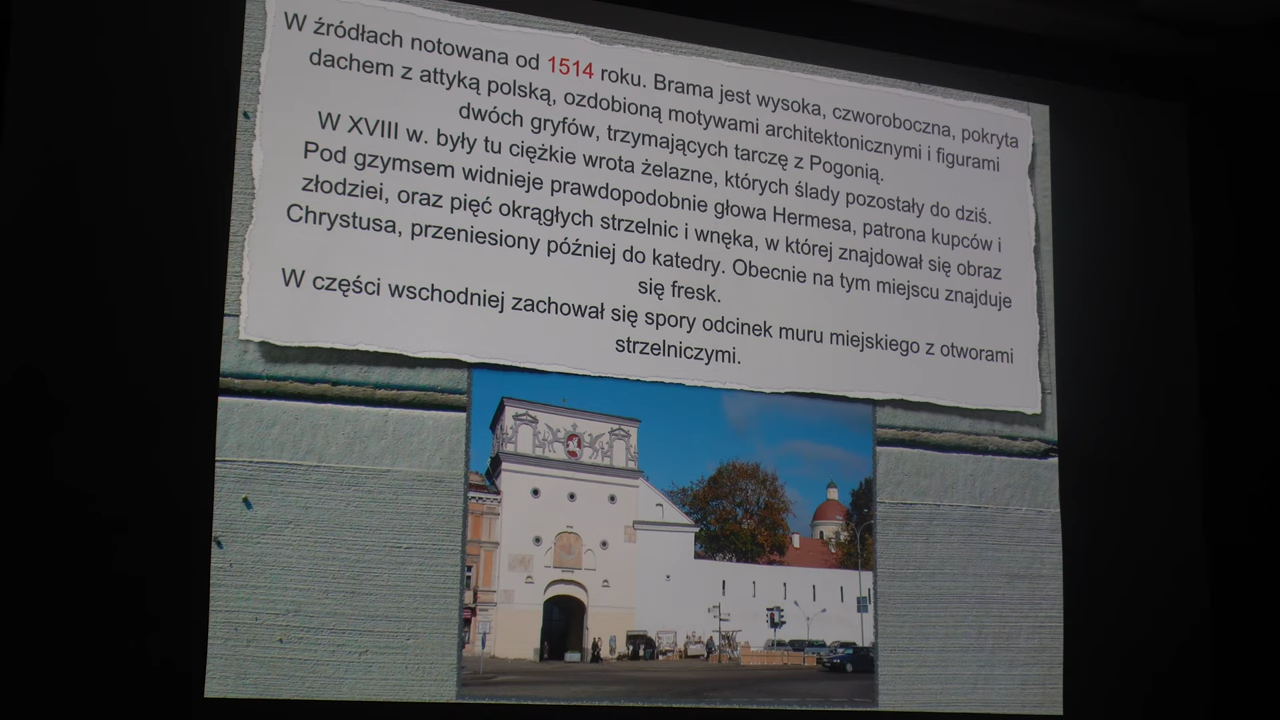 W źródłach notowana od 1514 roku. Brama jest wysoka, czworoboczna, pokryta
dachem z attyką polską, ozdobioną motywami architektonicznymi i figurami
dwóch gryfów, trzymających tarczę z Pogonią.
W XVIII w. były tu ciężkie wrota żelazne, których ślady pozostały do dziś.
Pod gzymsem widnieje prawdopodobnie głowa Hermesa, patrona kupców i
złodziei, oraz pięć okrągłych strzelnic i wnęka, w której znajdował się obraz
Chrystusa, przeniesiony później do katedry. Obecnie na tym miejscu znajduje
się fresk.
W części wschodniej zachował się spory odcinek muru miejskiego z otworami
strzelniczymi.